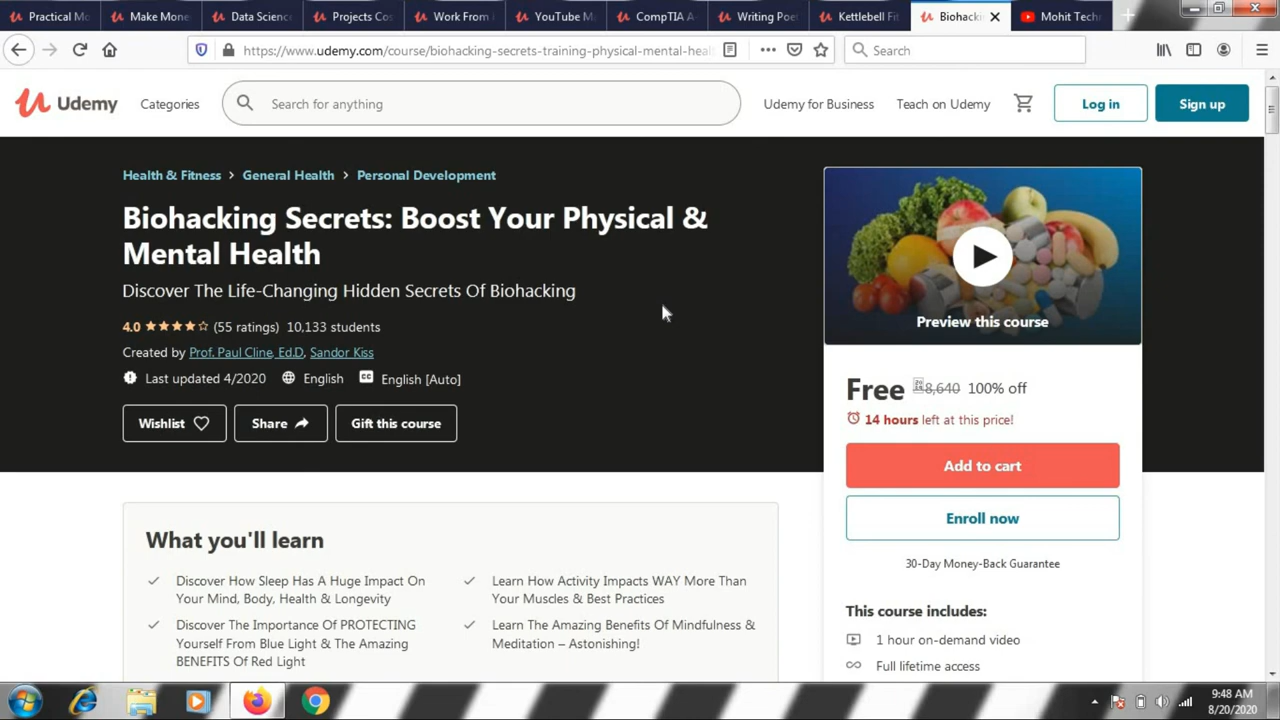 Practical Mo
Make Mone
Data Scienc
Projects Cos
Work From
YouTube M
CompTIA A
Writing Poe
Kettlebell Fit
Biohackin
Mohit Techn
https://www.udemy.com/course/biohacking-secrets-training-physical-mental-heal
Search
Udemy
Categories
Search for anything
Udemy for Business
Teach on Udemy
Log in
Sign up
Health & Fitness > General Health > Personal Development
Biohacking Secrets: Boost Your Physical &
Mental Health
Discover The Life-Changing Hidden Secrets Of Biohacking
4.0 (55 ratings) 10,133 students
Created by Prof. Paul Cline, Ed.D, Sandor Kiss
Last updated 4/2020 English CC English [Auto]
Wishlist
Share
Gift this course
Preview this course
Free 8,640 100% off
14 hours left at this price!
Add to cart
Enroll now
30-Day Money-Back Guarantee
This course includes:
1 hour on-demand video
Full lifetime access
What you'll learn
Discover How Sleep Has A Huge Impact On
Your Mind, Body, Health & Longevity
Discover The Importance Of PROTECTING
Yourself From Blue Light & The Amazing
BENEFITS Of Red Light
Learn How Activity Impacts WAY More Than
Your Muscles & Best Practices
Learn The Amazing Benefits Of Mindfulness &
Meditation – Astonishing!
9:48 AM
8/20/2020